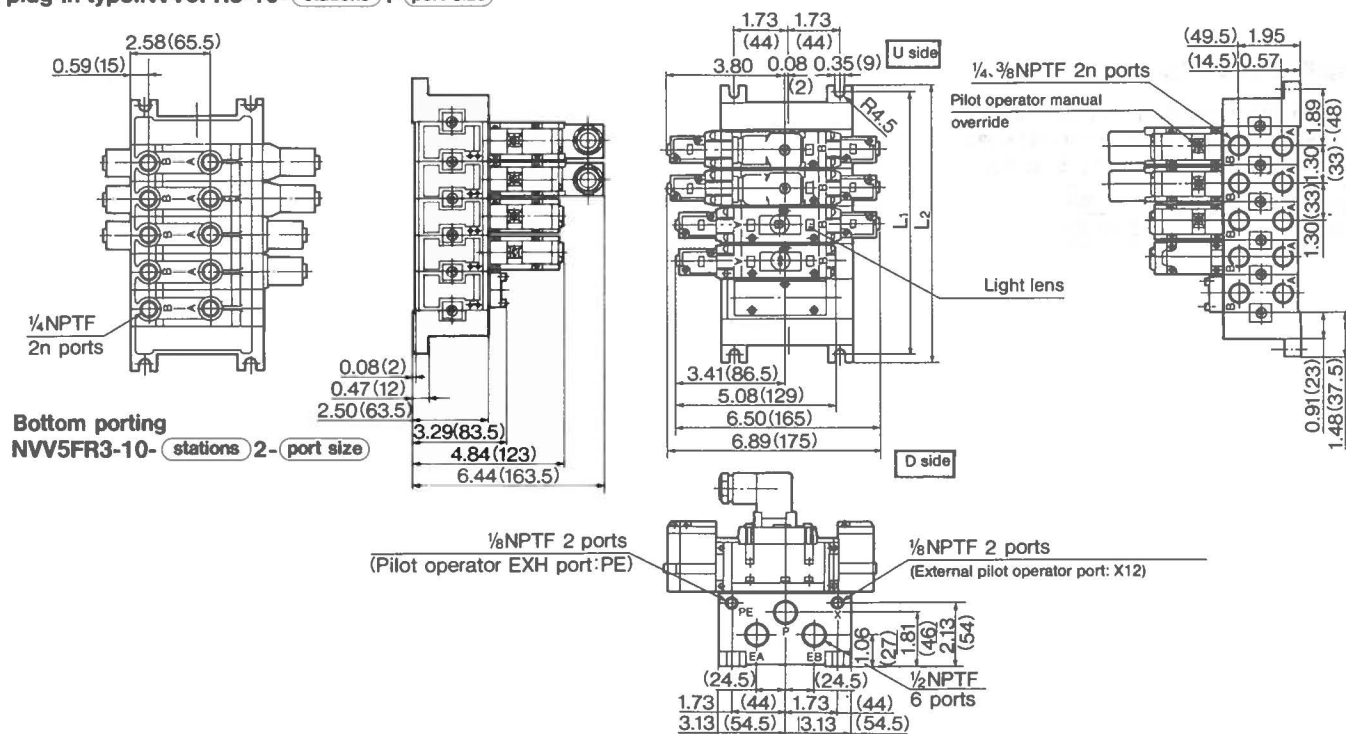 1.73 1.73
(44) (44)
U side
2.58(65.5)
0.59(15)
3.80 0.08 0.35(9)
(2)
R4.5
(49.5) 1.95
(14.5) 0.57
¼、⅜NPTF 2n ports
Pilot operator manual
override
1.89
(33)-(48)
1.30
1.30 (33)
B A
B A
B A
B A
B A
A B
A B
L1
L2
Light lens
¼NPTF
2n ports
0.08(2)
0.47(12)
2.50(63.5)
3.29(83.5)
4.84(123)
6.44(163.5)
3.41(86.5)
5.08(129)
6.50(165)
6.89(175)
0.91(23)
1.48(37.5)
Bottom porting
NVV5FR3-10- stations 2- port size
D side
⅛NPTF 2 ports
(Pilot operator EXH port:PE)
⅛NPTF 2 ports
(External pilot operator port: X12)
PE P X
EA EB
1.06
(27)
1.81
(46)
2.13
(54)
½NPTF
6 ports
(24.5) (24.5)
1.73 (44) 1.73 (44)
3.13 (54.5) 3.13 (54.5)